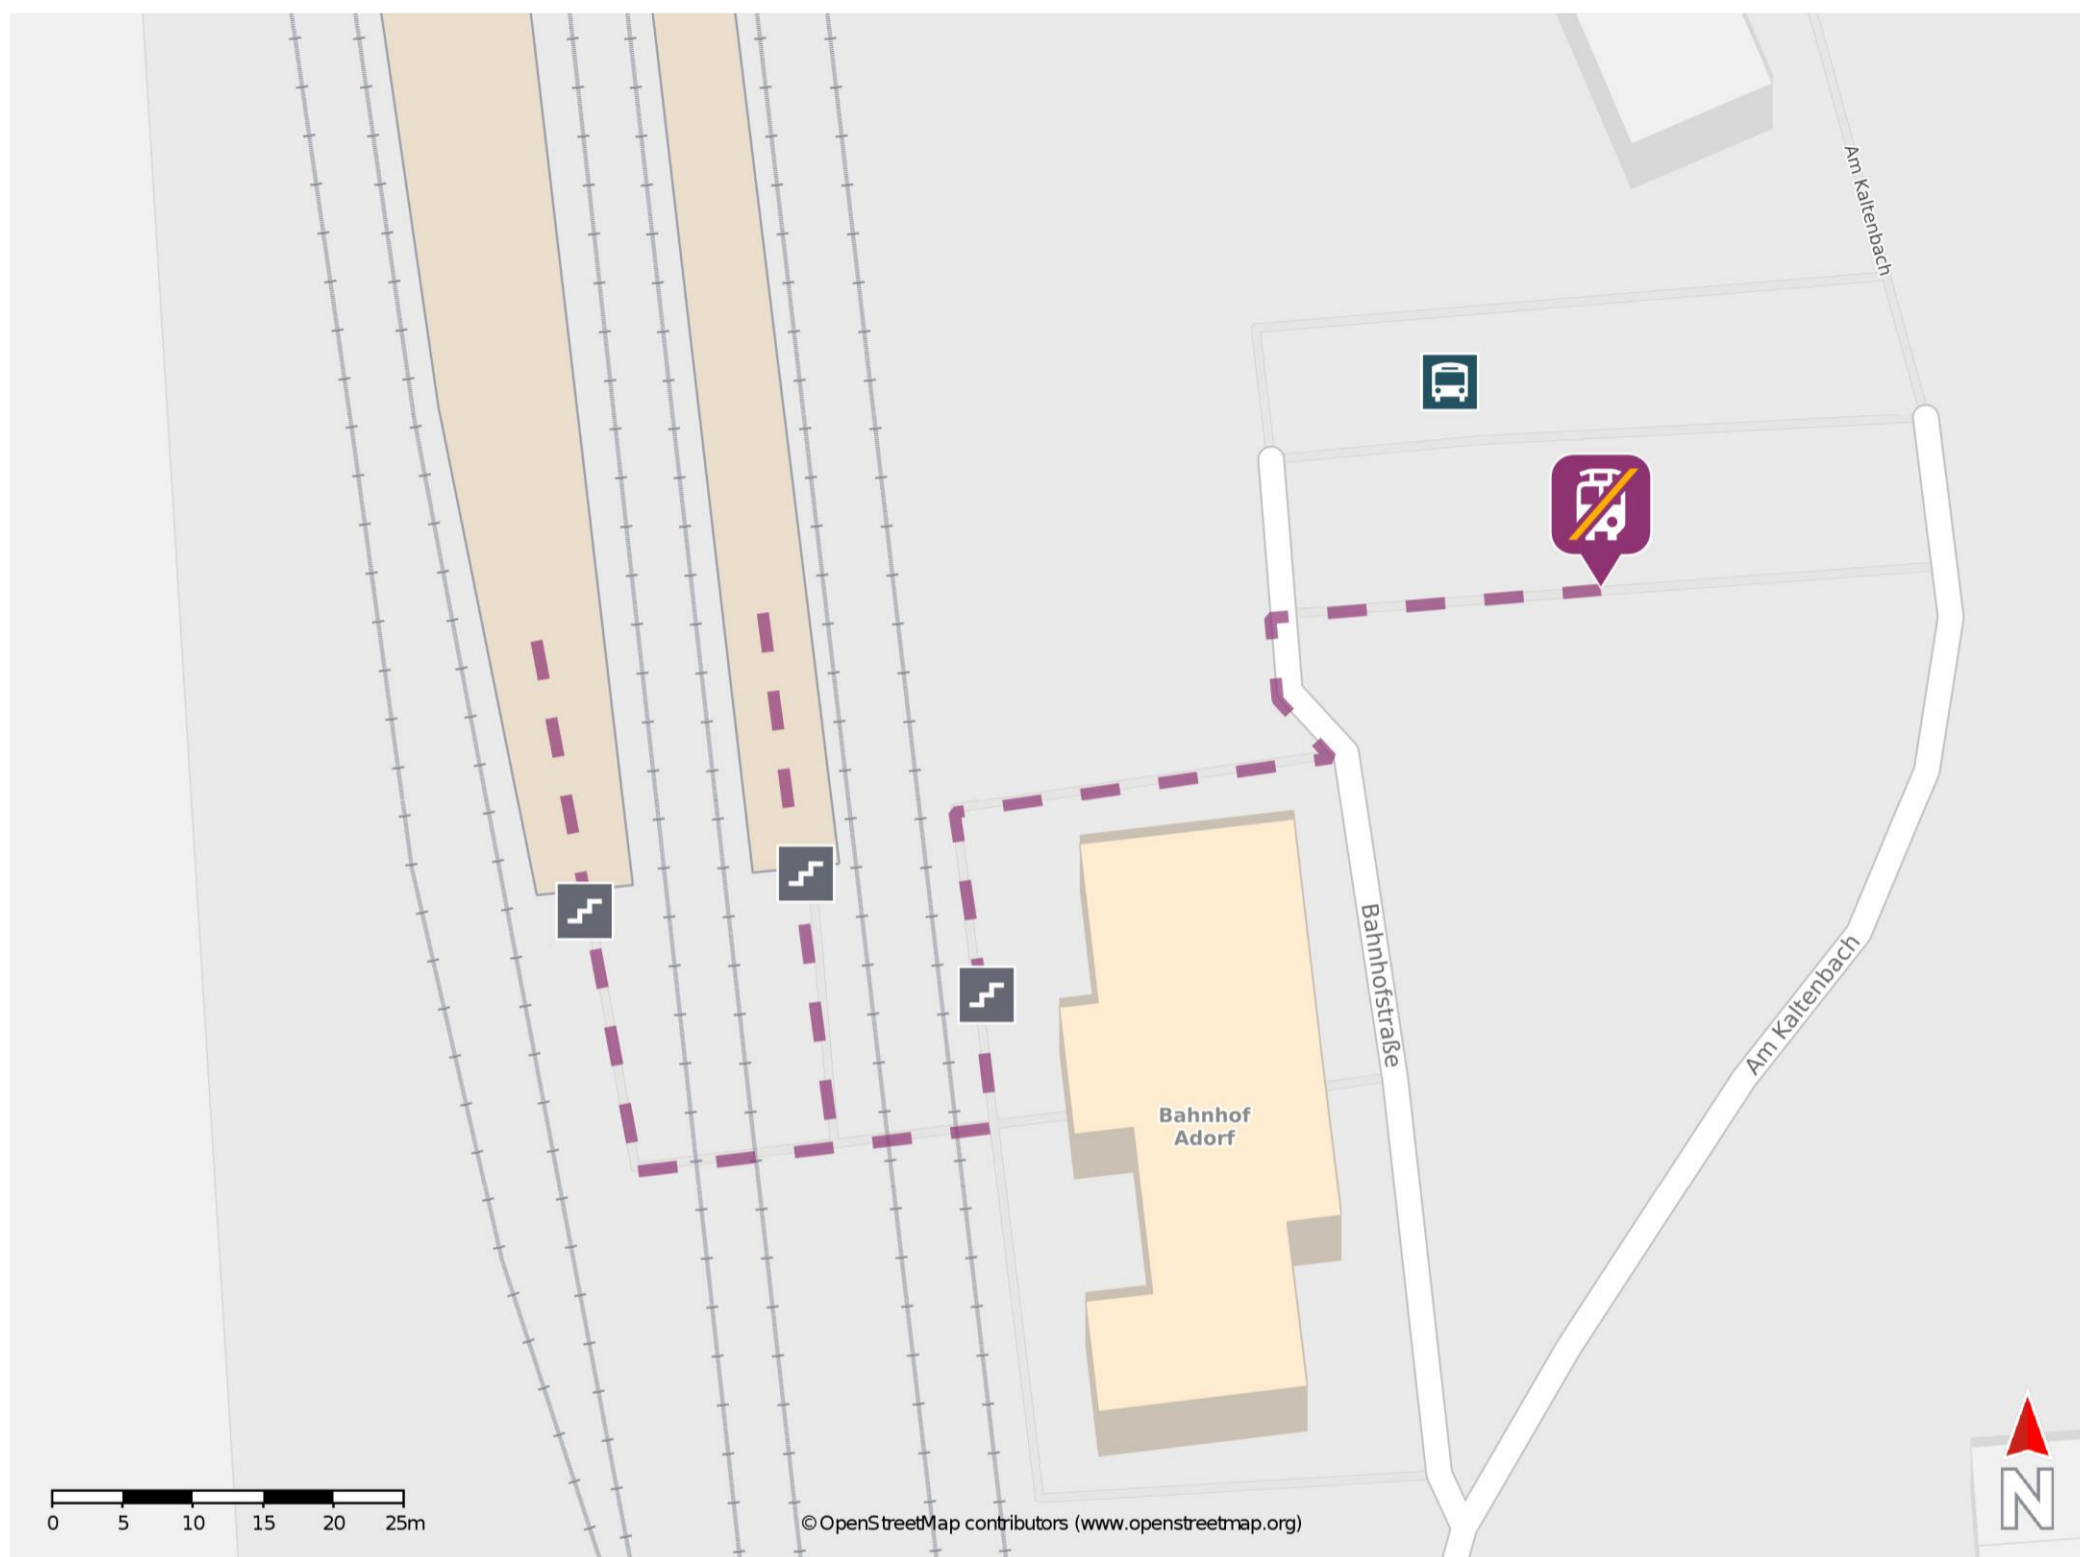 Am Kaltenbach
Bahnhofstraße
Am Kaltenbach
Bahnhof
Adorf
0 5 10 15 20 25m
©OpenStreetMap contributors (www.openstreetmap.org)
N